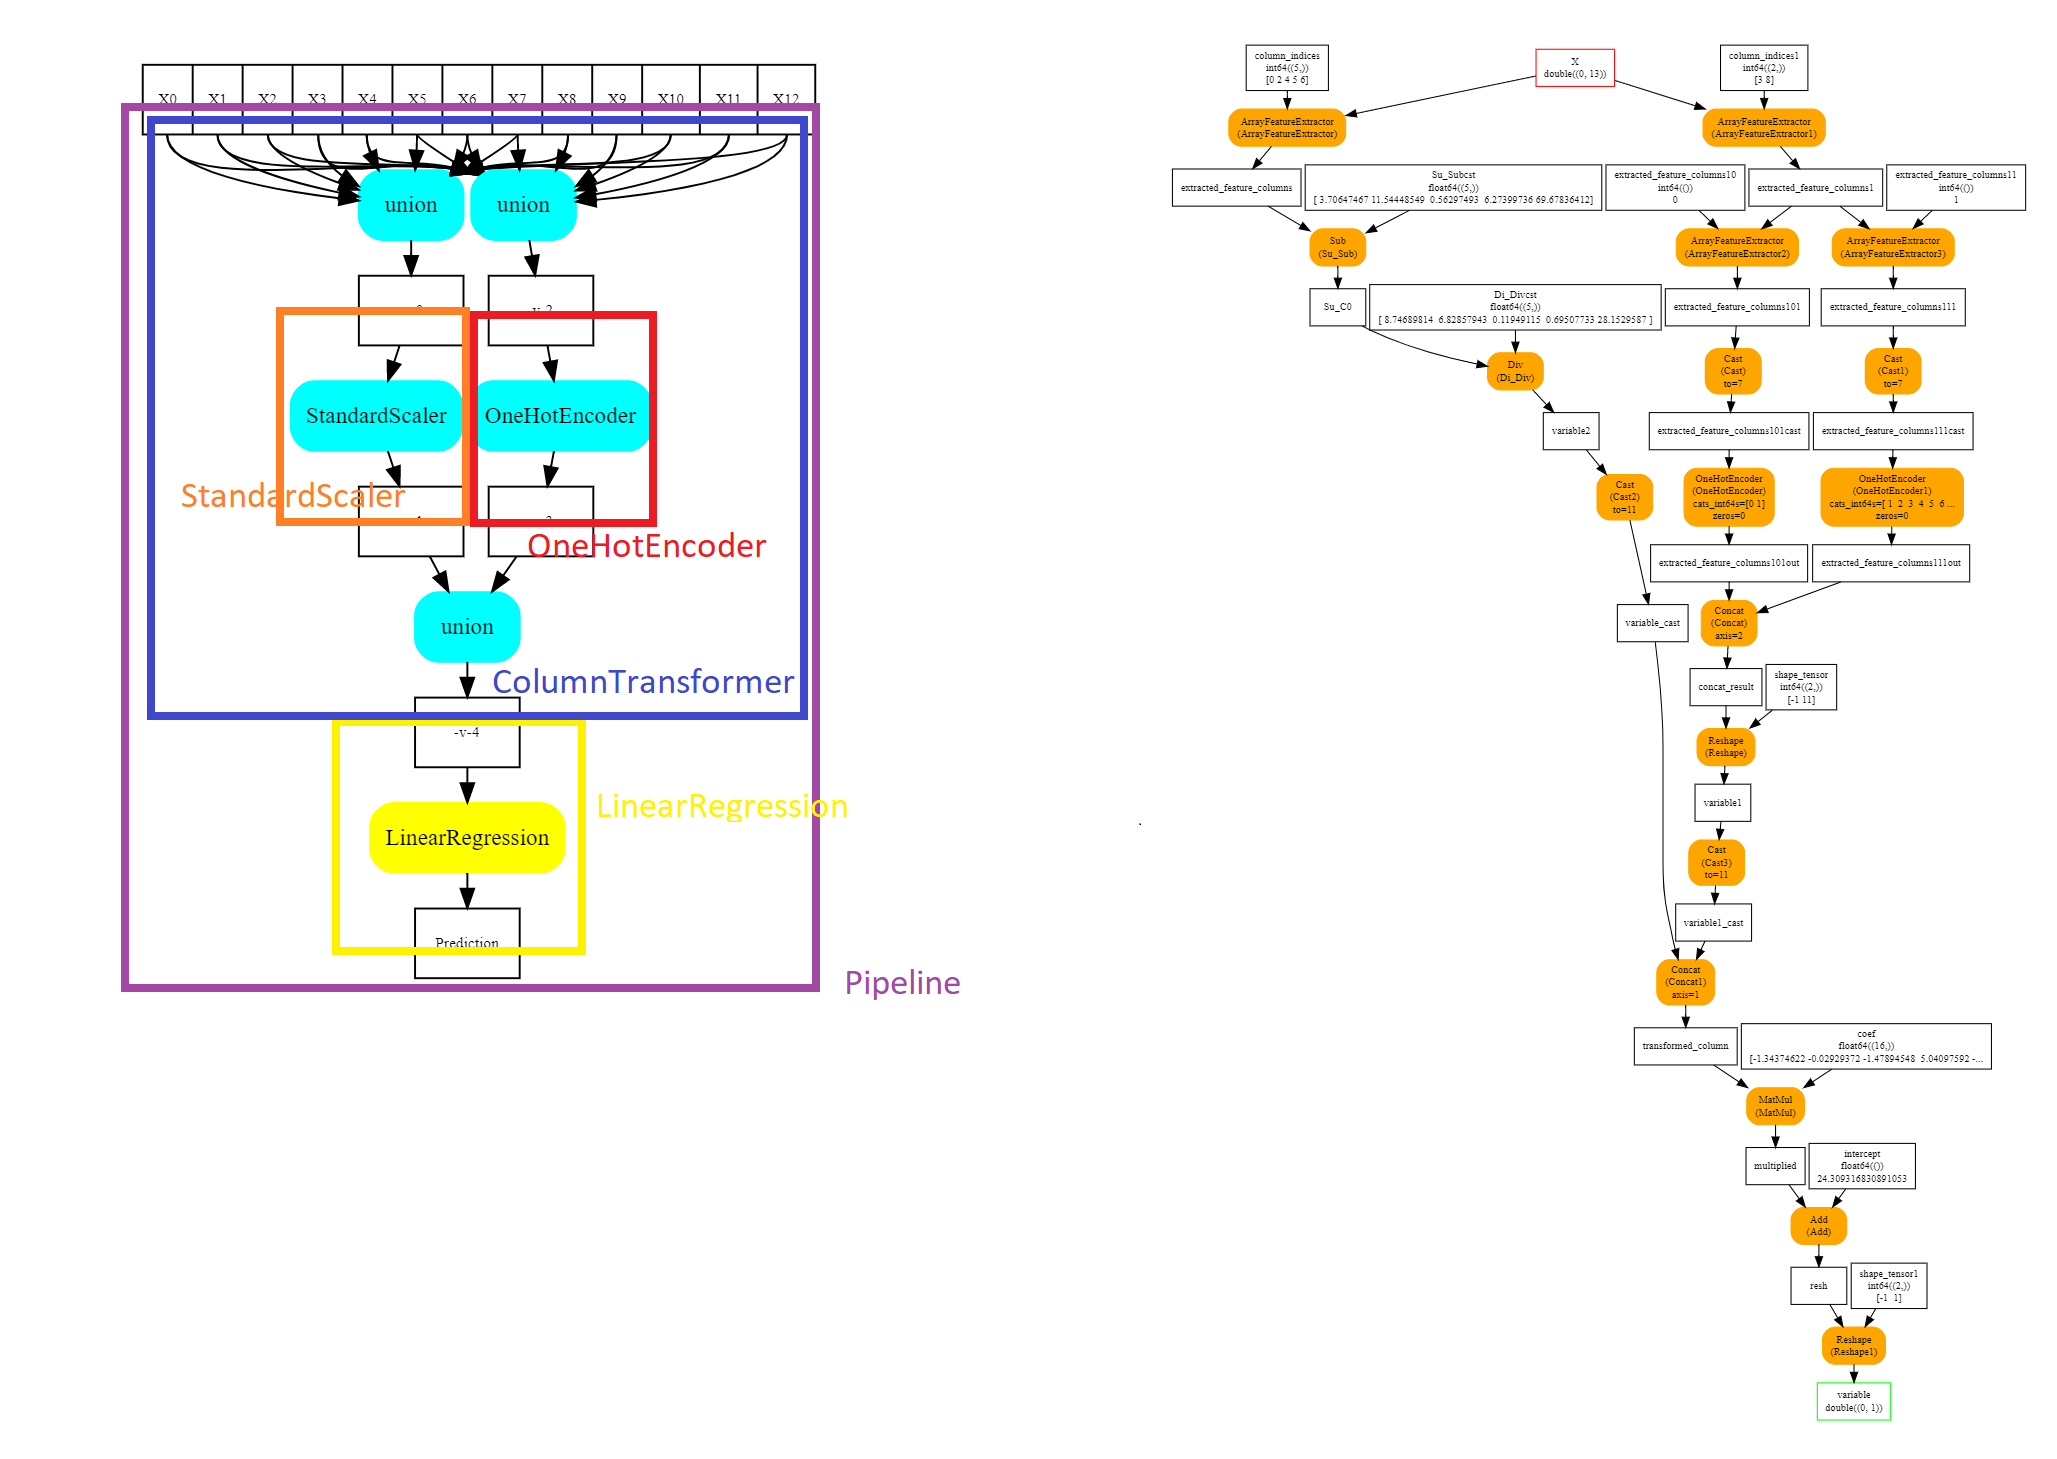 X0 X1 X2 X3 X4 X5 X6 X7 X8 X9 X10 X11 X12
union union
-v-2
StandardScaler OneHotEncoder
StandardScaler
OneHotEncoder
union
ColumnTransformer
-v-4
LinearRegression
LinearRegression
Prediction
Pipeline
column_indices
int64((5,))
[0 2 4 5 6]
X
double((0, 13))
column_indices1
int64((2,))
[3 8]
ArrayFeatureExtractor
(ArrayFeatureExtractor)
ArrayFeatureExtractor
(ArrayFeatureExtractor1)
extracted_feature_columns
Su_Subcst
float64((5,))
[ 3.70647467 11.54448549 0.56297493 6.27399736 69.67836412]
extracted_feature_columns10
int64(())
0
extracted_feature_columns1
extracted_feature_columns11
int64(())
1
Sub
(Su_Sub)
ArrayFeatureExtractor
(ArrayFeatureExtractor2)
ArrayFeatureExtractor
(ArrayFeatureExtractor3)
Su_C0
Di_Divcst
float64((5,))
[ 8.74689814 6.82857943 0.11949115 0.69507733 28.1529587 ]
extracted_feature_columns101
extracted_feature_columns111
Div
(Di_Div)
Cast
(Cast)
to=7
Cast
(Cast1)
to=7
variable2
extracted_feature_columns101cast
extracted_feature_columns111cast
Cast
(Cast2)
to=11
OneHotEncoder
(OneHotEncoder)
cats_int64s=[0 1]
zeros=0
OneHotEncoder
(OneHotEncoder1)
cats_int64s=[ 1 2 3 4 5 6 ...
zeros=0
extracted_feature_columns101out
extracted_feature_columns111out
variable_cast
Concat
(Concat)
axis=2
concat_result
shape_tensor
int64((2,))
[-1 11]
Reshape
(Reshape)
variable1
Cast
(Cast3)
to=11
variable1_cast
Concat
(Concat1)
axis=1
transformed_column
coef
float64((16,))
[-1.34374622 -0.02929372 -1.47894548 5.04097592 -...
MatMul
(MatMul)
multiplied
intercept
float64(())
24.309316830891053
Add
(Add)
resh
shape_tensor1
int64((2,))
[-1 1]
Reshape
(Reshape1)
variable
double((0, 1))